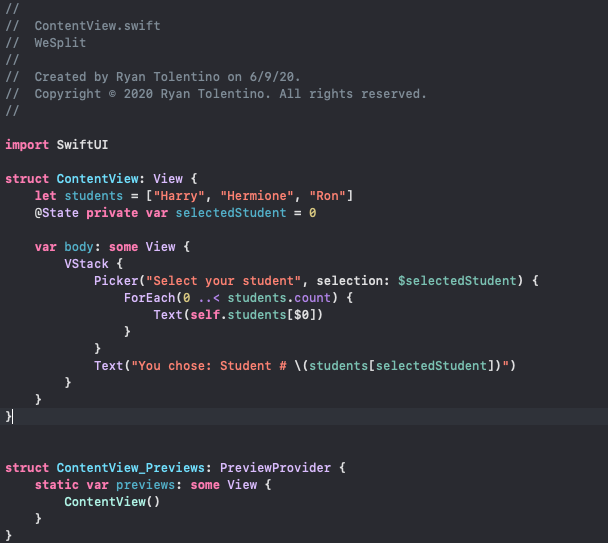 //
//  ContentView.swift
//  WeSplit
//
//  Created by Ryan Tolentino on 6/9/20.
//  Copyright © 2020 Ryan Tolentino. All rights reserved.
//

import SwiftUI

struct ContentView: View {
    let students = ["Harry", "Hermione", "Ron"]
    @State private var selectedStudent = 0

    var body: some View {
        VStack {
            Picker("Select your student", selection: $selectedStudent) {
                ForEach(0 ..< students.count) {
                    Text(self.students[$0])
                }
            }
            Text("You chose: Student # \(students[selectedStudent])")
        }
    }
}

struct ContentView_Previews: PreviewProvider {
    static var previews: some View {
        ContentView()
    }
}